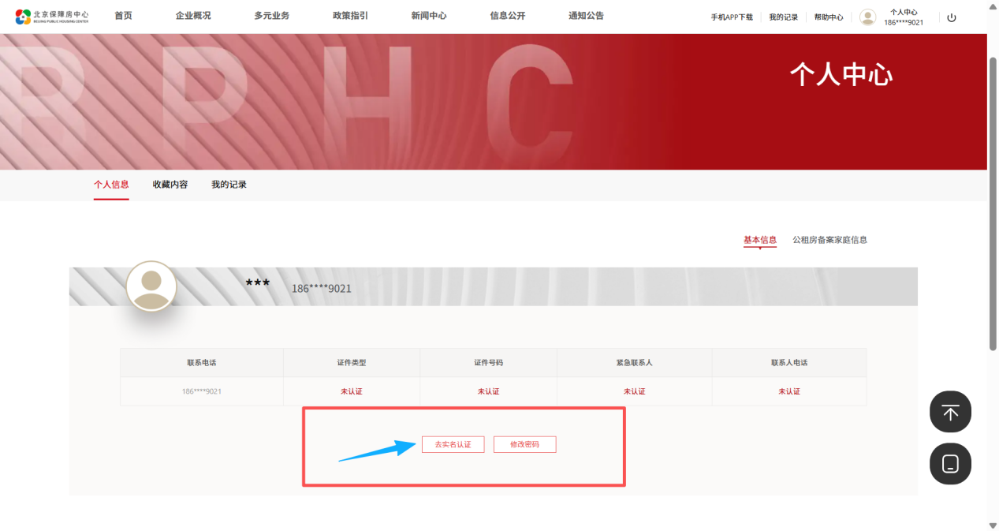 北京保障房中心
BEIJING PUBLIC HOUSING CENTER
首页 企业概况 多元业务 政策指引 新闻中心 信息公开 通知公告
手机APP下载 我的记录 帮助中心 个人中心
186****9021
BPHC
个人中心
个人信息 收藏内容 我的记录
基本信息 公租房备案家庭信息
*** 186****9021
联系电话 证件类型 证件号码 紧急联系人 联系人电话
186****9021 未认证 未认证 未认证 未认证
去实名认证 修改密码